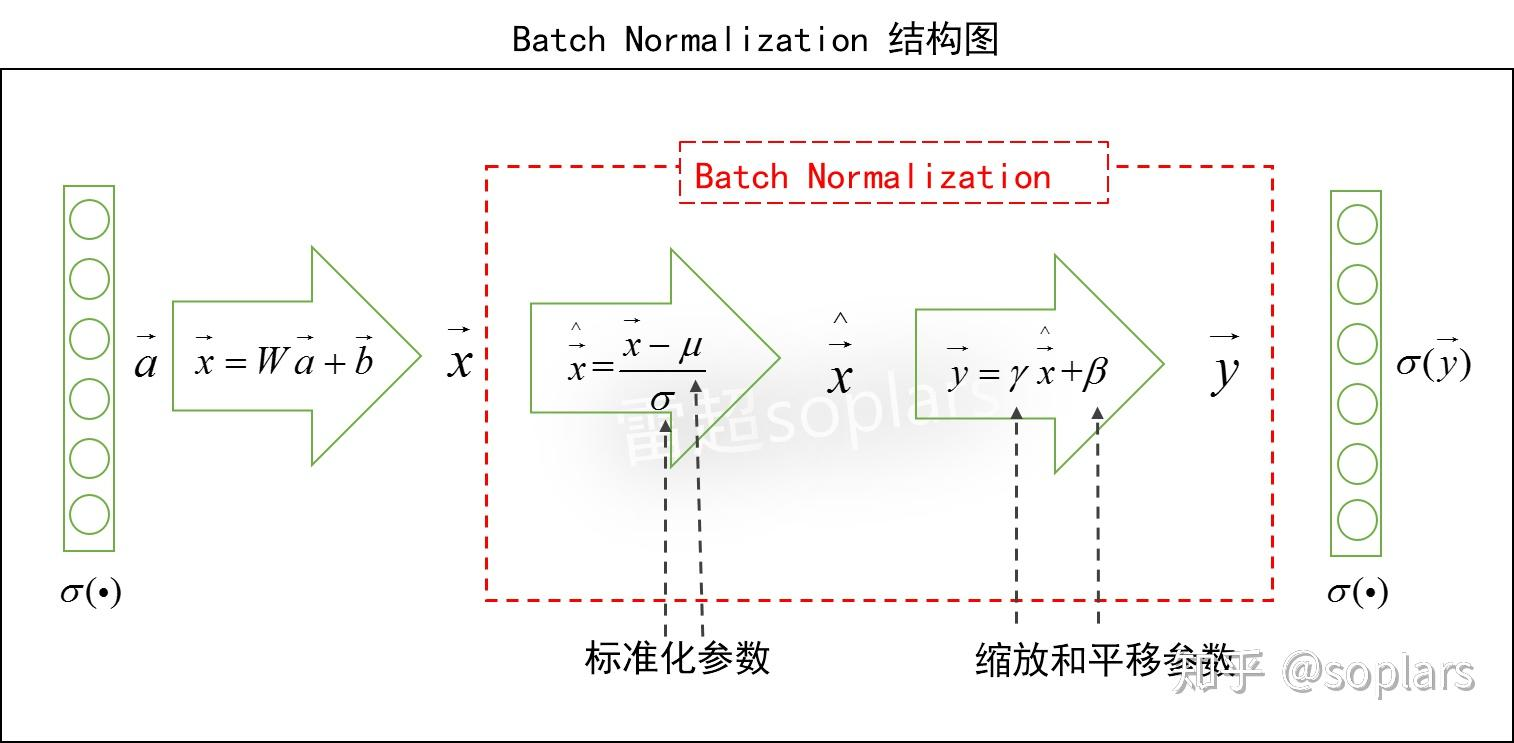 Batch Normalization 结构图
Batch Normalization
a⃗
x⃗ = Wa⃗ + b⃗
x⃗
x⃗^ = (x⃗ − μ) / σ
x⃗^
y⃗ = γ x⃗^ + β
y⃗
σ(y⃗)
雷超soplars
σ(•)
σ(•)
标准化参数
缩放和平移参数
知乎 @soplars